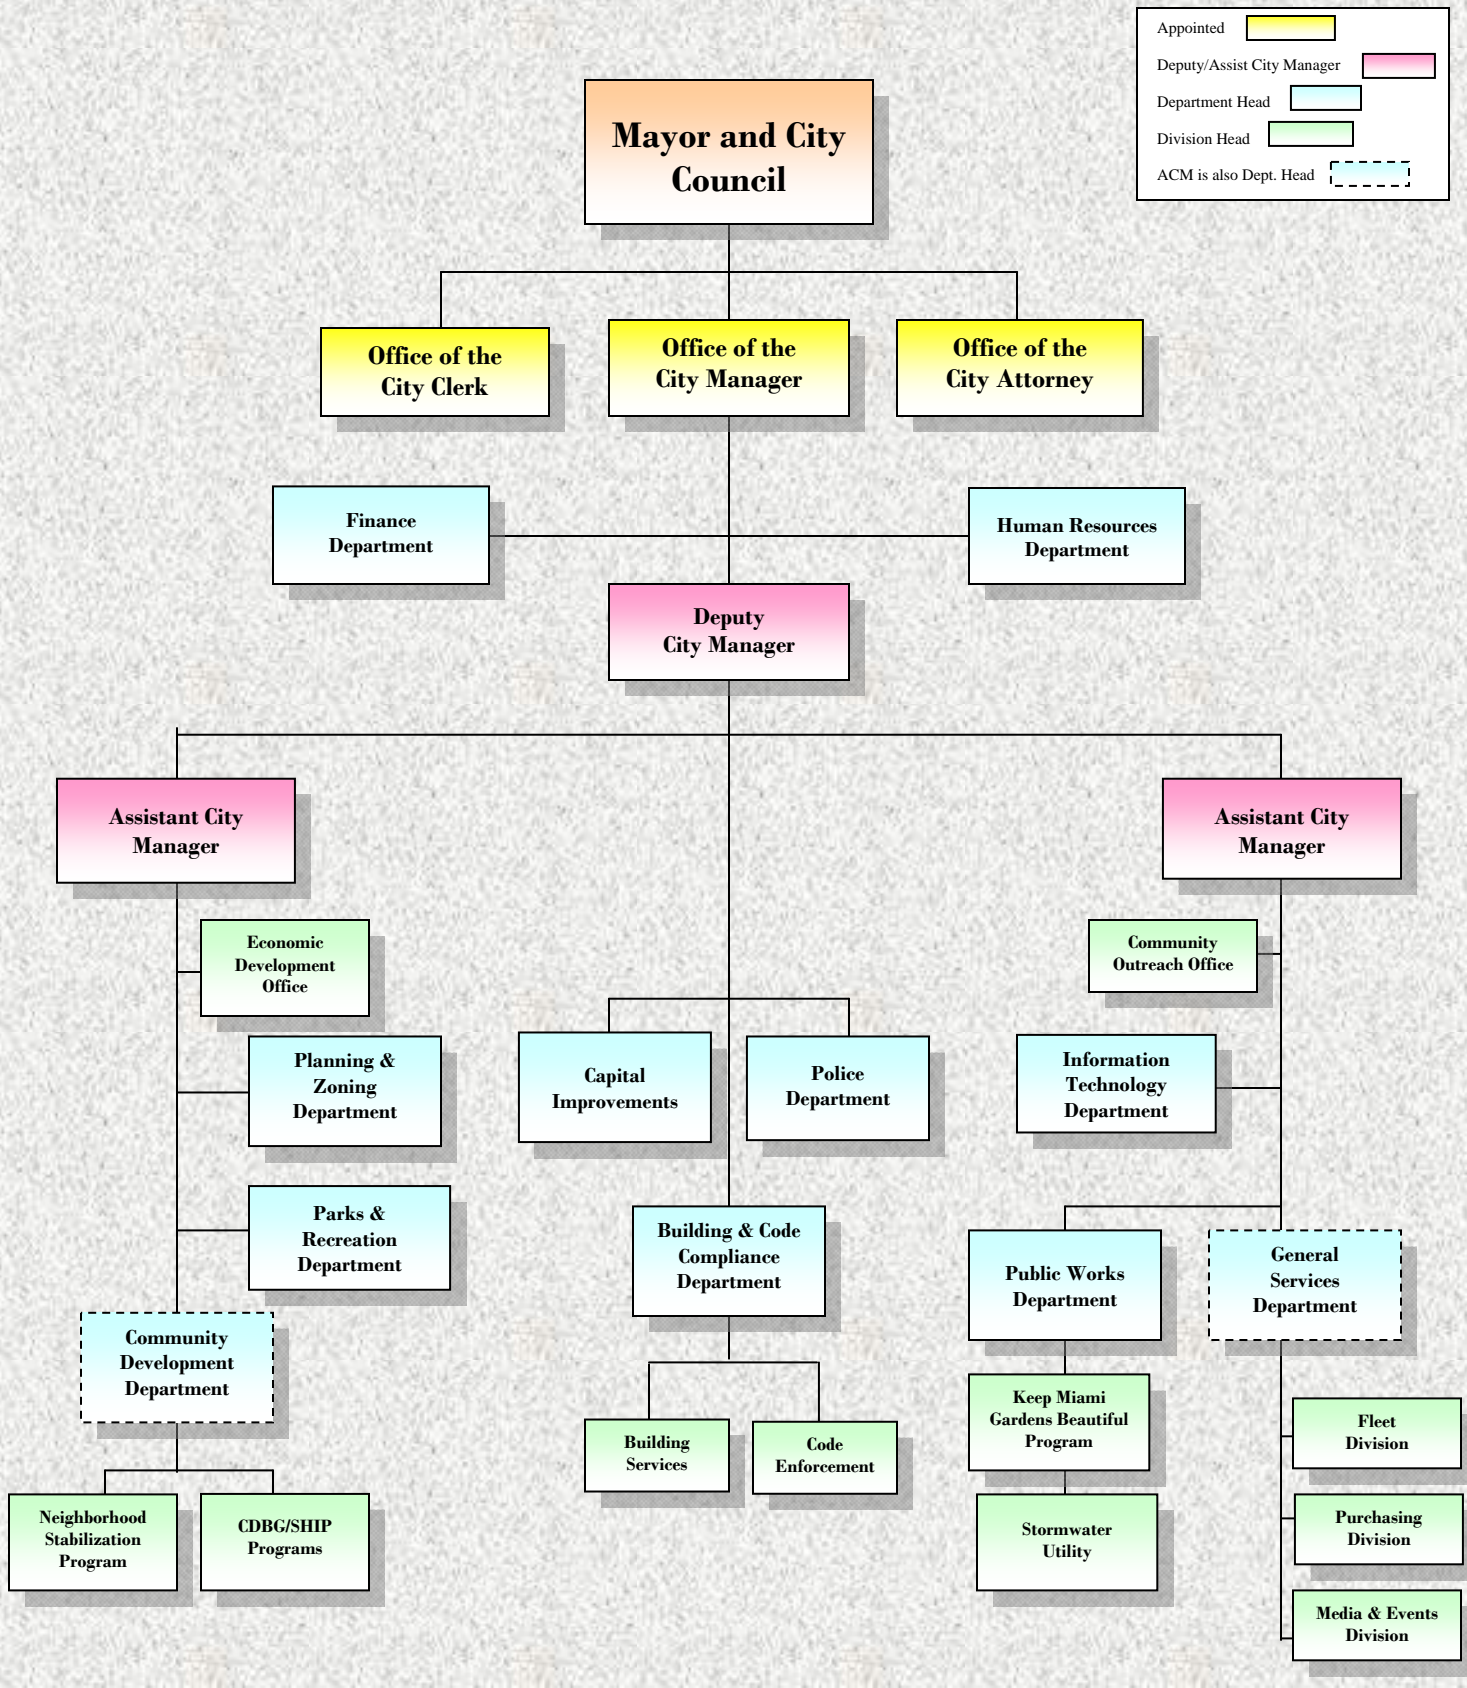 Appointed
Deputy/Assist City Manager
Department Head
Division Head
ACM is also Dept. Head
Mayor and City
Council
Office of the
City Clerk
Office of the
City Manager
Office of the
City Attorney
Finance
Department
Human Resources
Department
Deputy
City Manager
Assistant City
Manager
Assistant City
Manager
Economic
Development
Office
Community
Outreach Office
Planning &
Zoning
Department
Capital
Improvements
Police
Department
Information
Technology
Department
Parks &
Recreation
Department
Building & Code
Compliance
Department
Public Works
Department
General
Services
Department
Community
Development
Department
Keep Miami
Gardens Beautiful
Program
Fleet
Division
Building
Services
Code
Enforcement
Neighborhood
Stabilization
Program
CDBG/SHIP
Programs
Stormwater
Utility
Purchasing
Division
Media & Events
Division